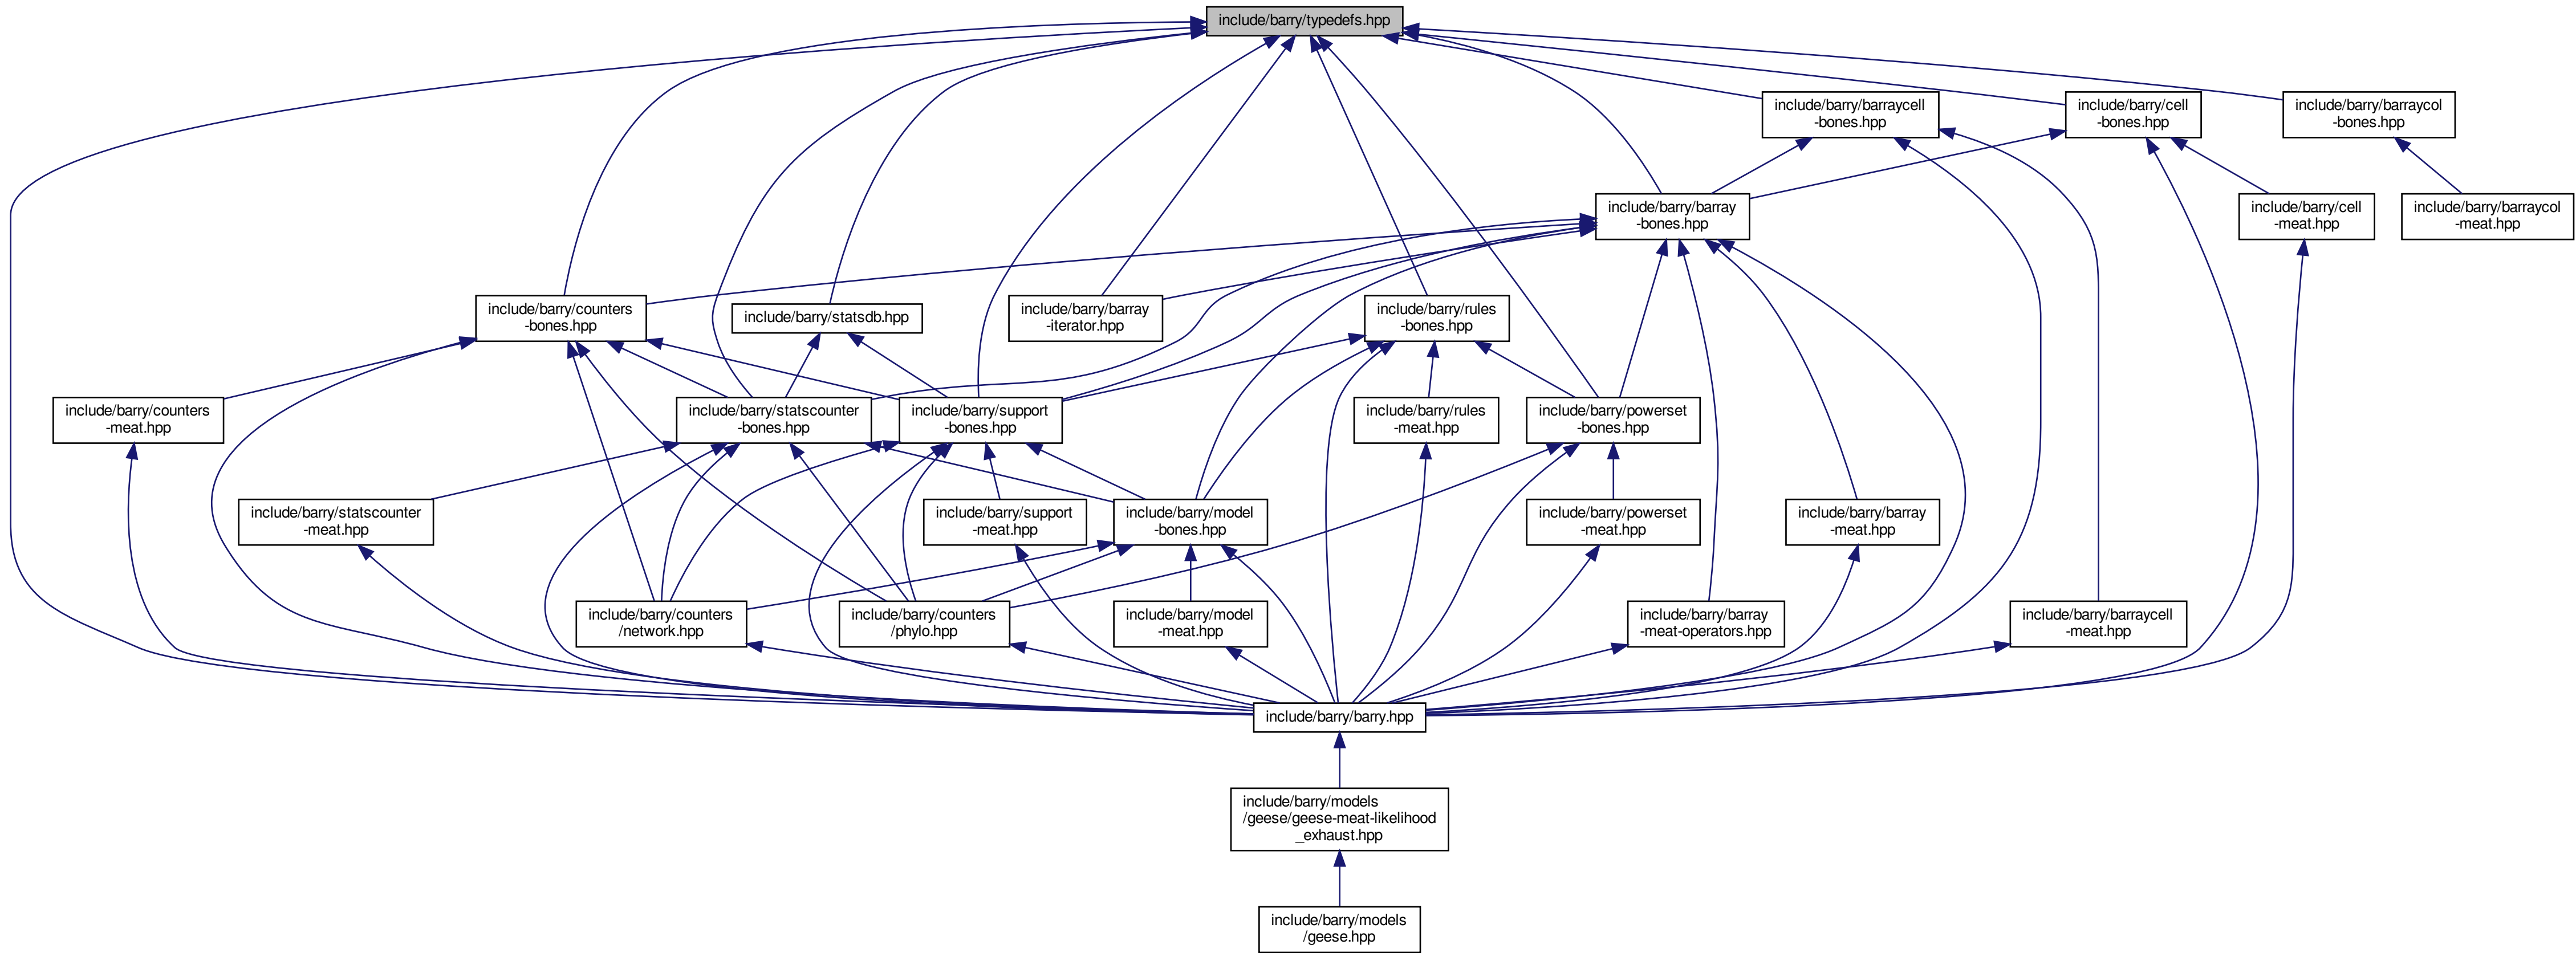 include/barry/typedefs.hpp
include/barry/barraycell
-bones.hpp
include/barry/cell
-bones.hpp
include/barry/barraycol
-bones.hpp
include/barry/barray
-bones.hpp
include/barry/cell
-meat.hpp
include/barry/barraycol
-meat.hpp
include/barry/counters
-bones.hpp
include/barry/statsdb.hpp
include/barry/barray
-iterator.hpp
include/barry/rules
-bones.hpp
include/barry/counters
-meat.hpp
include/barry/statscounter
-bones.hpp
include/barry/support
-bones.hpp
include/barry/rules
-meat.hpp
include/barry/powerset
-bones.hpp
include/barry/statscounter
-meat.hpp
include/barry/support
-meat.hpp
include/barry/model
-bones.hpp
include/barry/powerset
-meat.hpp
include/barry/barray
-meat.hpp
include/barry/counters
/network.hpp
include/barry/counters
/phylo.hpp
include/barry/model
-meat.hpp
include/barry/barray
-meat-operators.hpp
include/barry/barraycell
-meat.hpp
include/barry/barry.hpp
include/barry/models
/geese/geese-meat-likelihood
_exhaust.hpp
include/barry/models
/geese.hpp